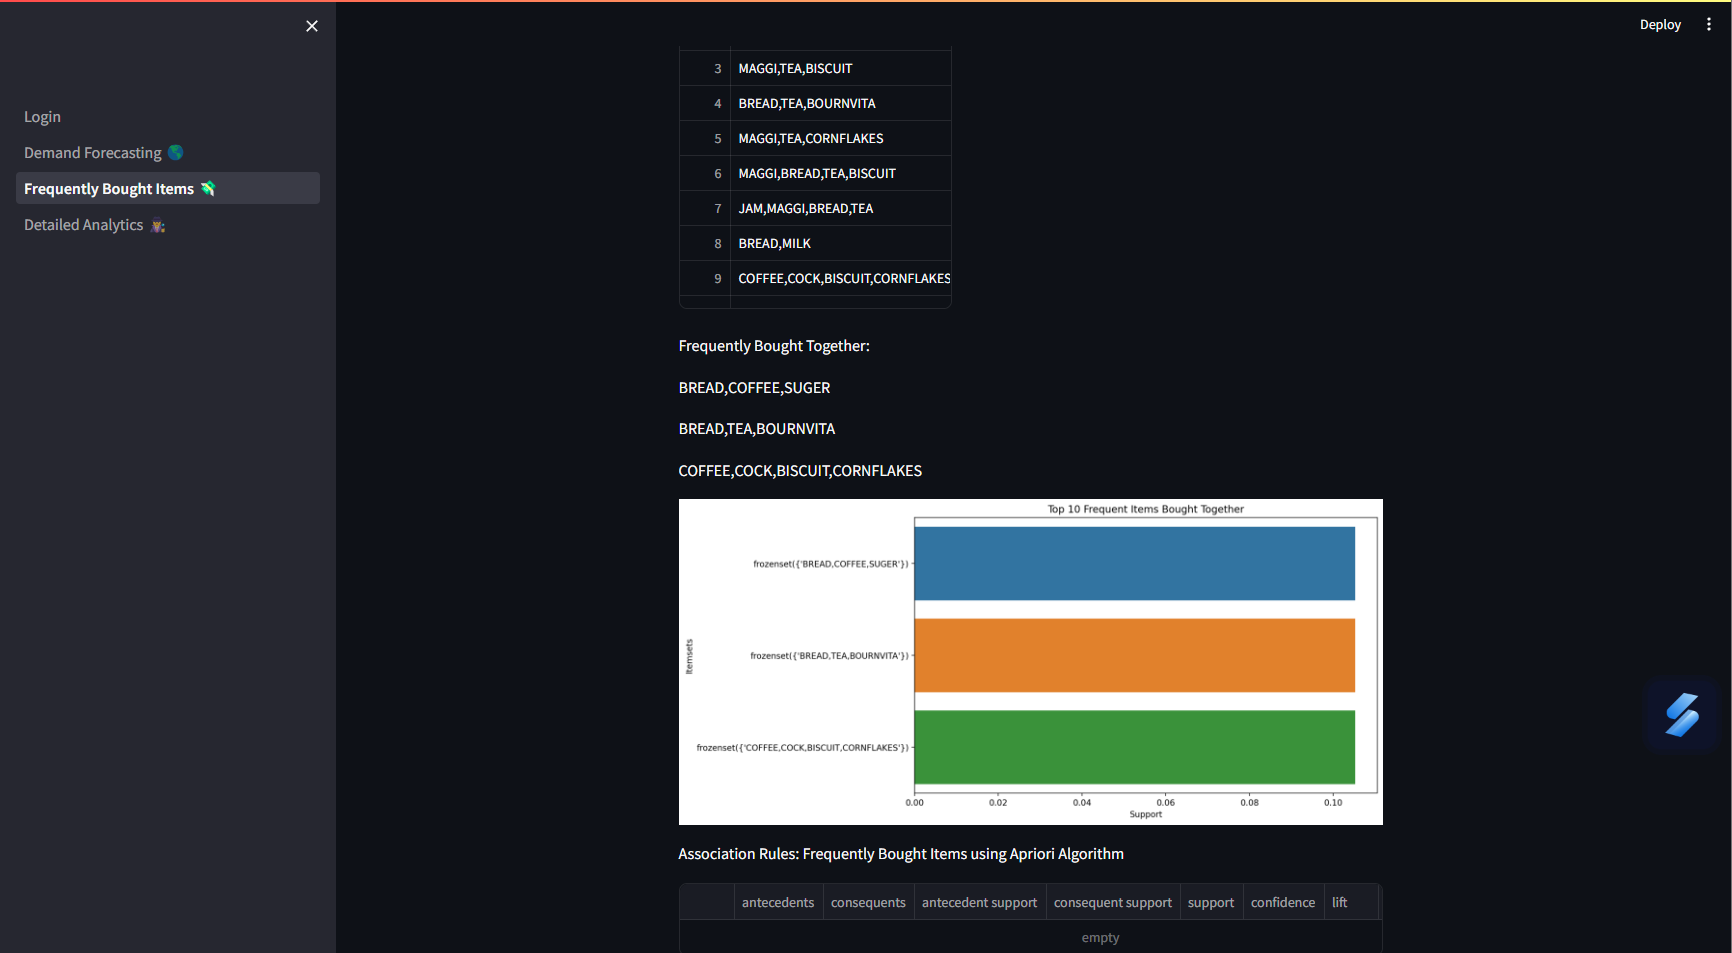 Deploy
Login
Demand Forecasting
Frequently Bought Items
Detailed Analytics
3 MAGGI,TEA,BISCUIT
4 BREAD,TEA,BOURNVITA
5 MAGGI,TEA,CORNFLAKES
6 MAGGI,BREAD,TEA,BISCUIT
7 JAM,MAGGI,BREAD,TEA
8 BREAD,MILK
9 COFFEE,COCK,BISCUIT,CORNFLAKES
Frequently Bought Together:
BREAD,COFFEE,SUGER
BREAD,TEA,BOURNVITA
COFFEE,COCK,BISCUIT,CORNFLAKES
Top 10 Frequent Items Bought Together
frozenset({'BREAD,COFFEE,SUGER'})
frozenset({'BREAD,TEA,BOURNVITA'})
frozenset({'COFFEE,COCK,BISCUIT,CORNFLAKES'})
Itemsets
0.00 0.02 0.04 0.06 0.08 0.10
Support
Association Rules: Frequently Bought Items using Apriori Algorithm
antecedents consequents antecedent support consequent support support confidence lift
empty